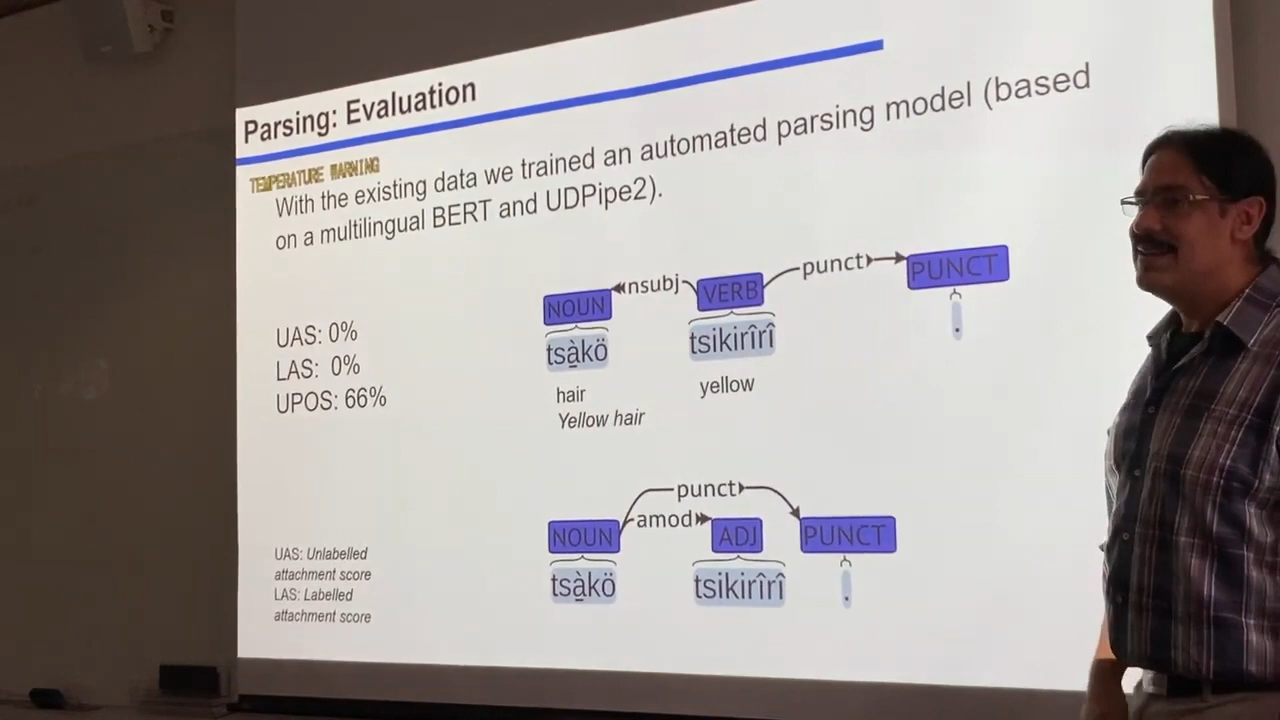 Parsing: Evaluation
TEMPERATURE WARNING
With the existing data we trained an automated parsing model (based
on a multilingual BERT and UDPipe2).
NOUN nsubj VERB punct PUNCT
tsà̱kö tsikirîrî .
hair yellow
Yellow hair
UAS: 0%
LAS: 0%
UPOS: 66%
punct
NOUN amod ADJ PUNCT
tsà̱kö tsikirîrî .
UAS: Unlabelled
attachment score
LAS: Labelled
attachment score